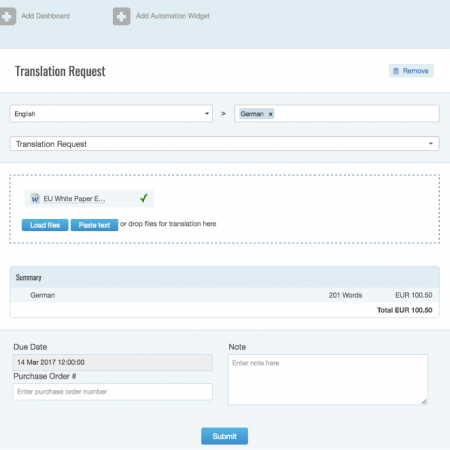 Add Dashboard Add Automation Widget
Translation Request
Remove
English > German ×
Translation Request
EU White Paper E...
Load files Paste text or drop files for translation here
Summary
German 201 Words EUR 100.50
Total EUR 100.50
Due Date Note
14 Mar 2017 12:00:00 Enter note here
Purchase Order #
Enter purchase order number
Submit